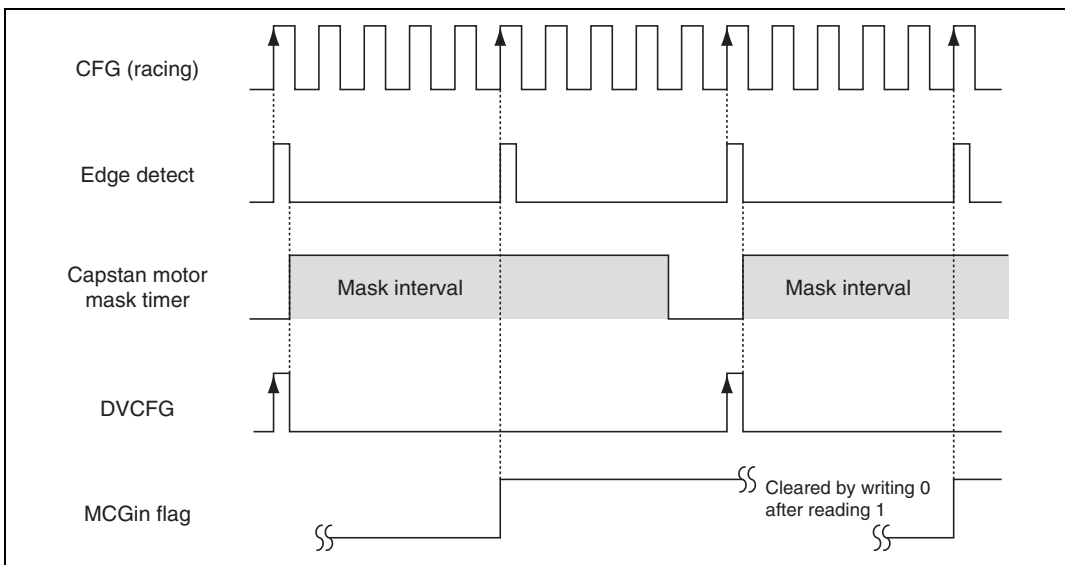 CFG (racing)
Edge detect
Capstan motor
mask timer
Mask interval
Mask interval
DVCFG
MCGin flag
Cleared by writing 0
after reading 1